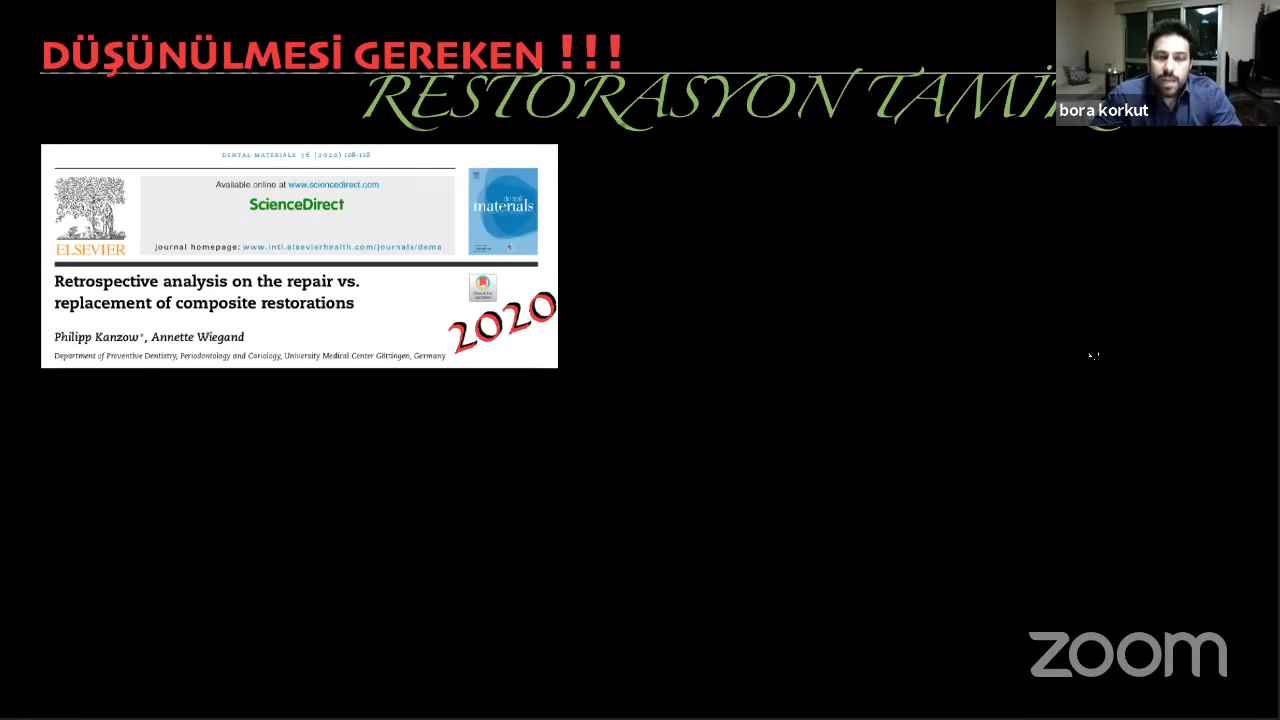 DÜŞÜNÜLMESİ GEREKEN !!!
RESTORASYON
bora korkut
DENTAL MATERIALS 36 (2020) 108–118
Available online at www.sciencedirect.com
ScienceDirect
journal homepage: www.intl.elsevierhealth.com/journals/dema
ELSEVIER
dental
materials
Retrospective analysis on the repair vs.
replacement of composite restorations
Check for
updates
2020
Philipp Kanzow*, Annette Wiegand
Department of Preventive Dentistry, Periodontology and Cariology, University Medical Center Göttingen, Germany
zoom